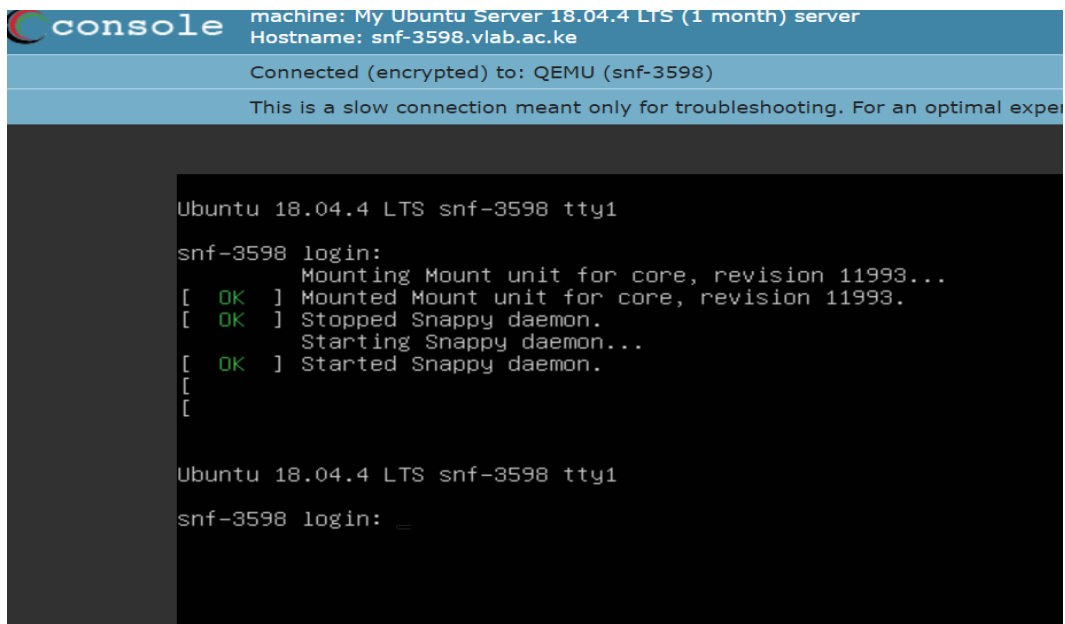 console
machine: My Ubuntu Server 18.04.4 LTS (1 month) server
Hostname: snf-3598.vlab.ac.ke
Connected (encrypted) to: QEMU (snf-3598)
This is a slow connection meant only for troubleshooting. For an optimal exper
Ubuntu 18.04.4 LTS snf-3598 tty1
snf-3598 login:
Mounting Mount unit for core, revision 11993...
[  OK  ] Mounted Mount unit for core, revision 11993.
[  OK  ] Stopped Snappy daemon.
Starting Snappy daemon...
[  OK  ] Started Snappy daemon.
[
[
Ubuntu 18.04.4 LTS snf-3598 tty1
snf-3598 login: _